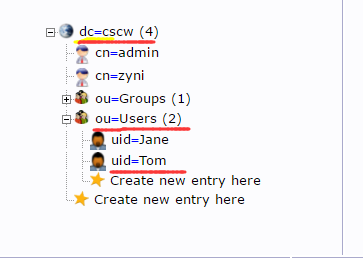 dc=cscw (4)
cn=admin
cn=zyni
ou=Groups (1)
ou=Users (2)
uid=Jane
uid=Tom
Create new entry here
Create new entry here